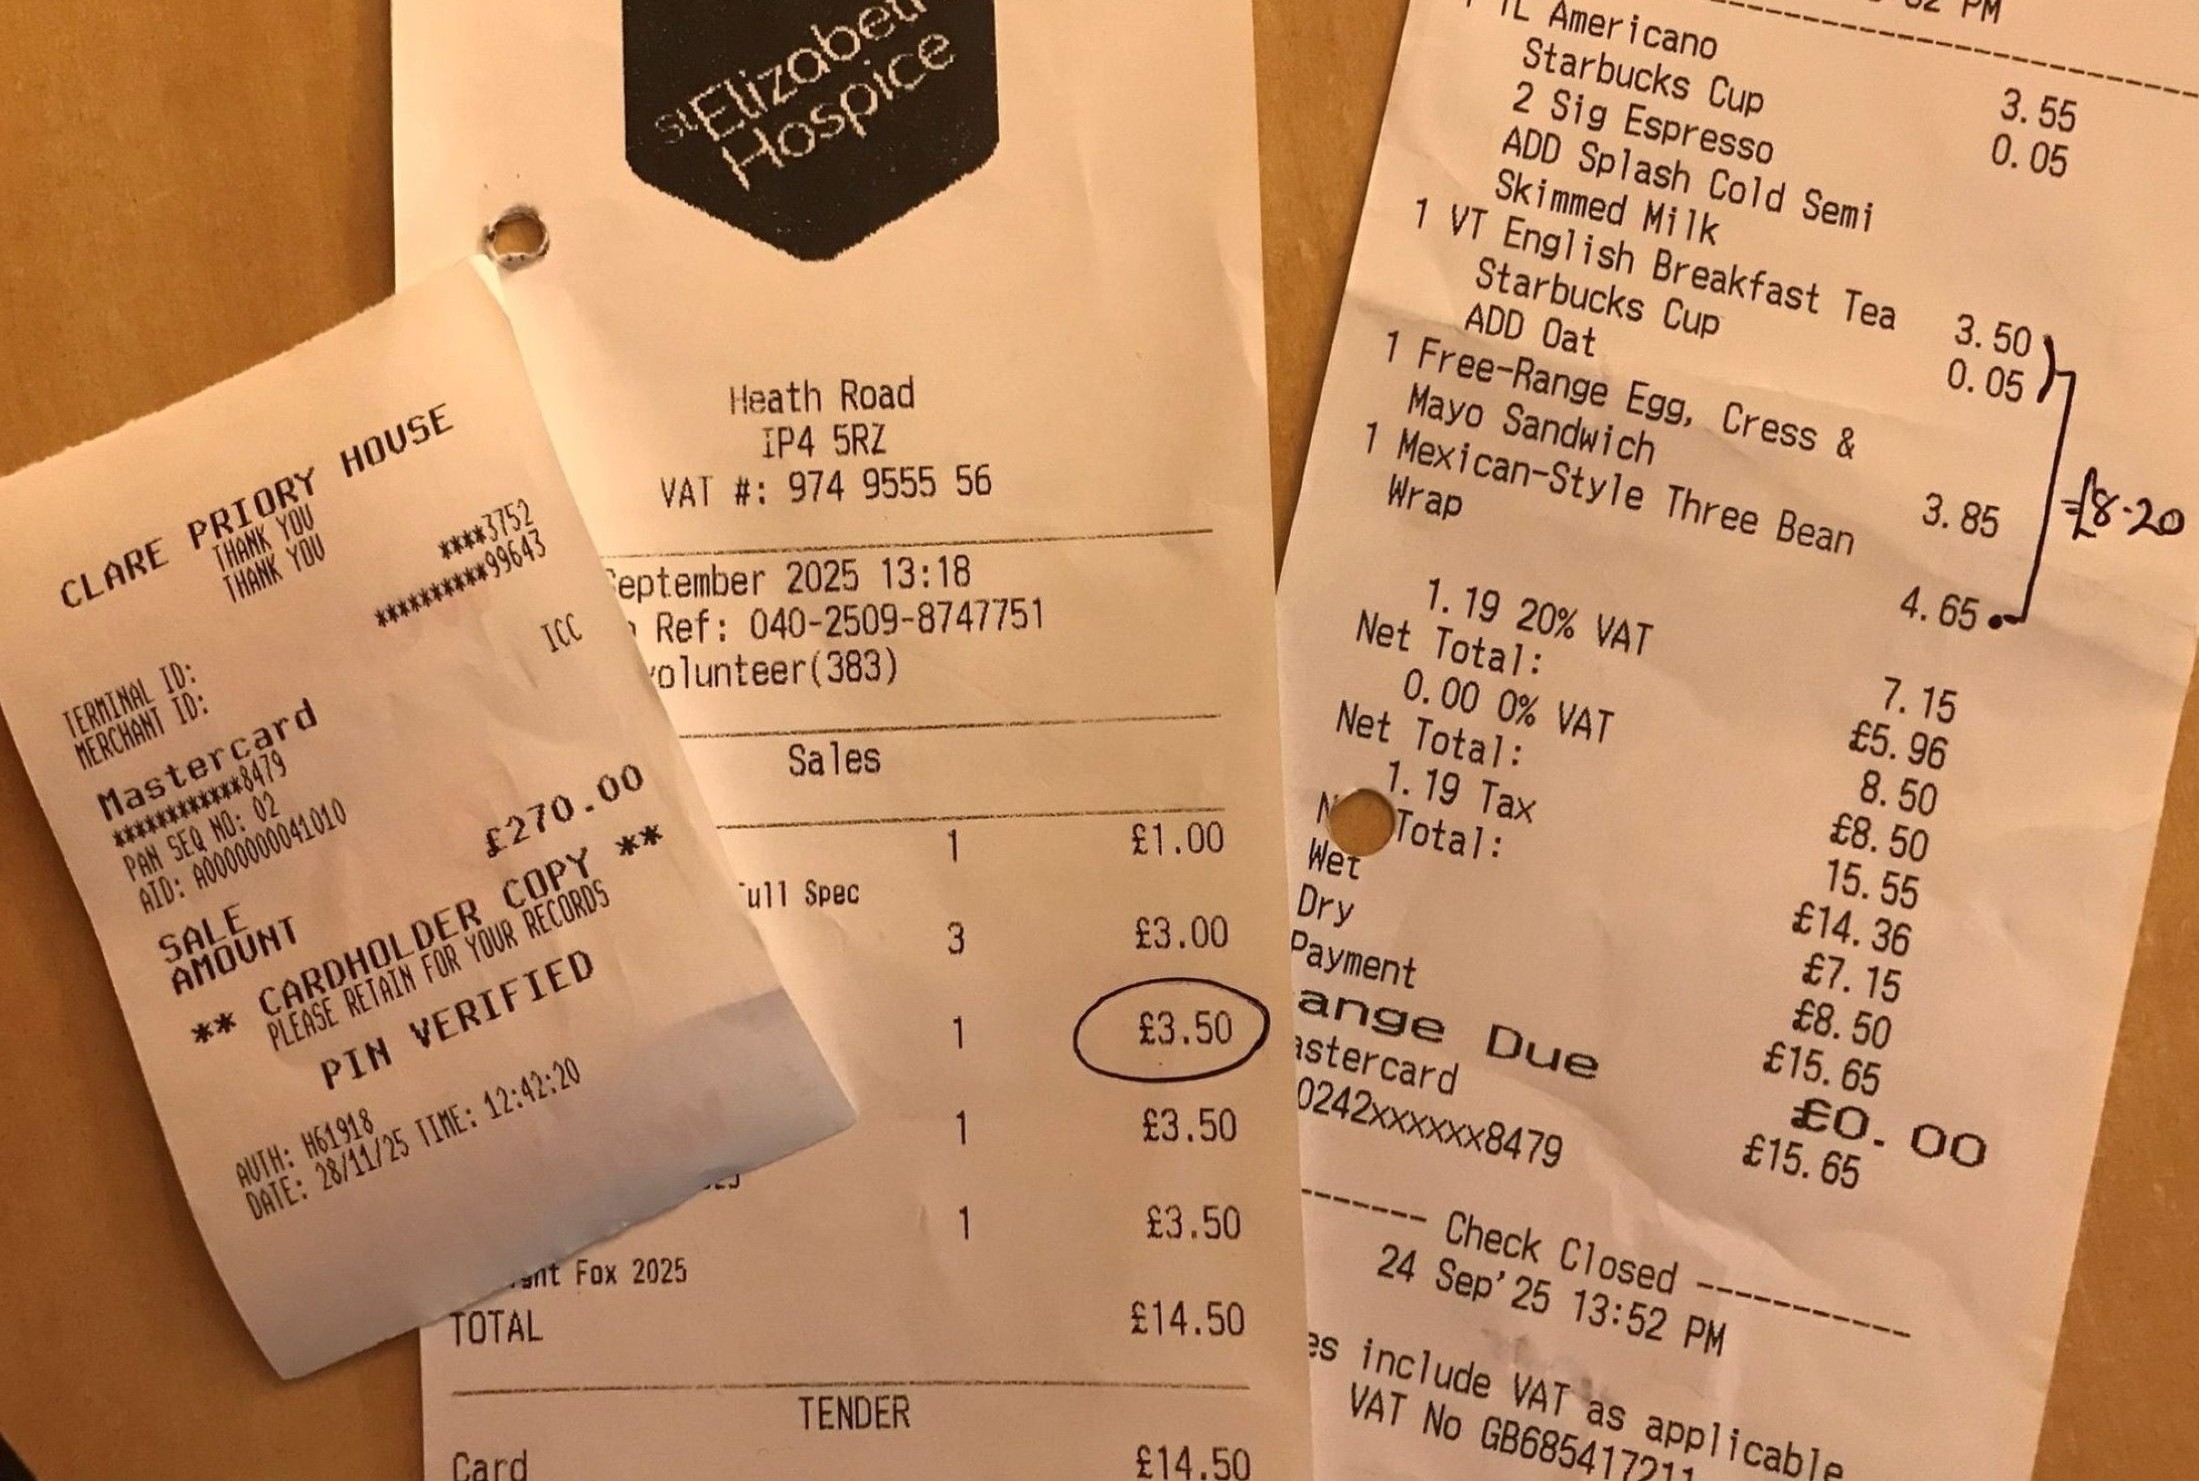 CLARE PRIORY HOUSE
THANK YOU
THANK YOU
TERMINAL ID: ****3752
MERCHANT ID: **********99643
Mastercard ICC
************8479
PAN SEQ NO: 02
AID: A0000000041010
SALE
AMOUNT £270.00
** CARDHOLDER COPY **
PLEASE RETAIN FOR YOUR RECORDS
PIN VERIFIED
AUTH: H61918
DATE: 28/11/25 TIME: 12:42:20
St Elizabeth
Hospice
Heath Road
IP4 5RZ
VAT #: 974 9555 56
September 2025 13:18
Ref: 040-2509-8747751
volunteer(383)
Sales
1 £1.00
Full Spec
3 £3.00
1 £3.50
1 £3.50
1 £3.50
Fox 2025
TOTAL £14.50
TENDER
Card £14.50
PM
TL Americano 3.55
Starbucks Cup 0.05
2 Sig Espresso
ADD Splash Cold Semi
Skimmed Milk
1 VT English Breakfast Tea 3.50
Starbucks Cup 0.05
ADD Oat
1 Free-Range Egg, Cress &
Mayo Sandwich 3.85
1 Mexican-Style Three Bean
Wrap 4.65
=£8.20
1.19 20% VAT 7.15
Net Total: £5.96
0.00 0% VAT 8.50
Net Total: £8.50
1.19 Tax 15.55
Total: £14.36
Wet £7.15
Dry £8.50
Payment £15.65
ange Due £0.00
astercard £15.65
0242xxxxxx8479
------- Check Closed ------------
24 Sep'25 13:52 PM
es include VAT as applicable
VAT No GB685417211